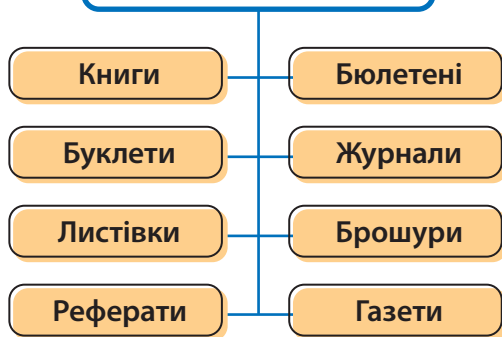 Книги
Бюлетені
Буклети
Журнали
Листівки
Брошури
Реферати
Газети